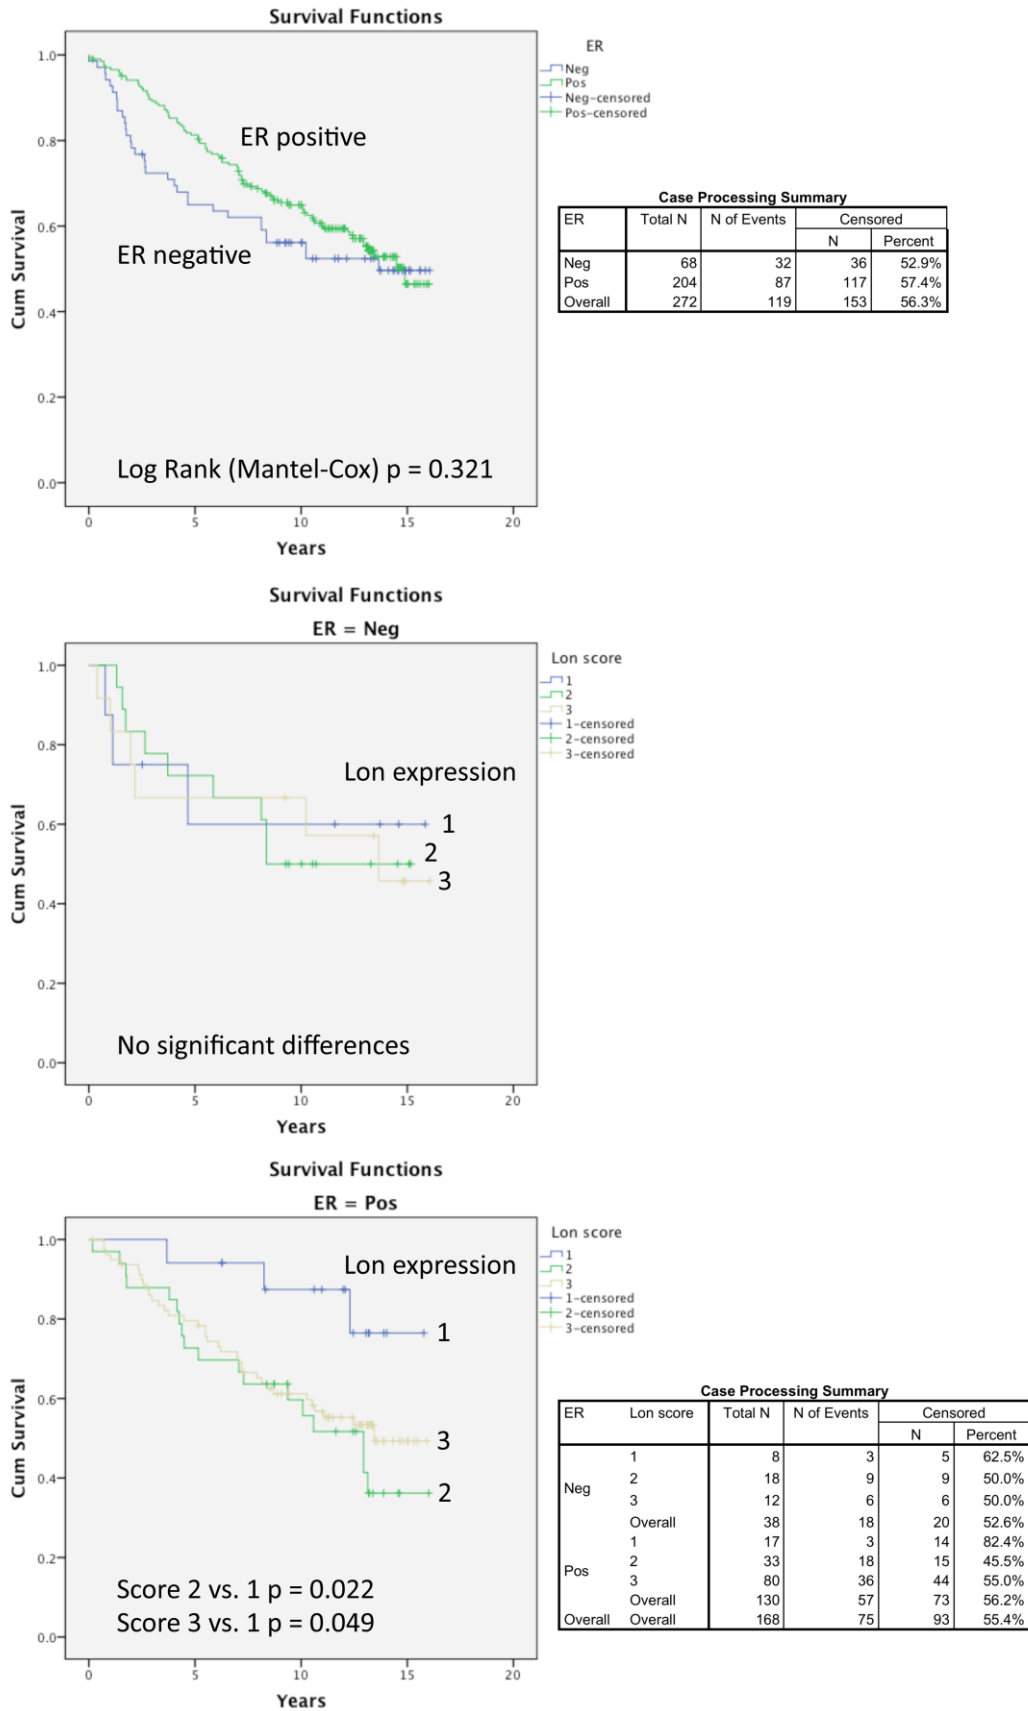 Survival Functions
1.0
0.8
0.6
0.4
0.2
0.0
Cum Survival
ER positive
ER negative
Log Rank (Mantel-Cox) p = 0.321
0 5 10 15 20
Years
ER
Neg
Pos
Neg-censored
Pos-censored
Case Processing Summary
ER Total N N of Events Censored
N Percent
Neg 68 32 36 52.9%
Pos 204 87 117 57.4%
Overall 272 119 153 56.3%
Survival Functions
ER = Neg
1.0
0.8
0.6
0.4
0.2
0.0
Cum Survival
Lon expression
1
2
3
No significant differences
0 5 10 15 20
Years
Lon score
1
2
3
1-censored
2-censored
3-censored
Survival Functions
ER = Pos
1.0
0.8
0.6
0.4
0.2
0.0
Cum Survival
Lon expression
1
3
2
Score 2 vs. 1 p = 0.022
Score 3 vs. 1 p = 0.049
0 5 10 15 20
Years
Lon score
1
2
3
1-censored
2-censored
3-censored
Case Processing Summary
ER Lon score Total N N of Events Censored
N Percent
Neg 1 8 3 5 62.5%
2 18 9 9 50.0%
3 12 6 6 50.0%
Overall 38 18 20 52.6%
Pos 1 17 3 14 82.4%
2 33 18 15 45.5%
3 80 36 44 55.0%
Overall 130 57 73 56.2%
Overall Overall 168 75 93 55.4%